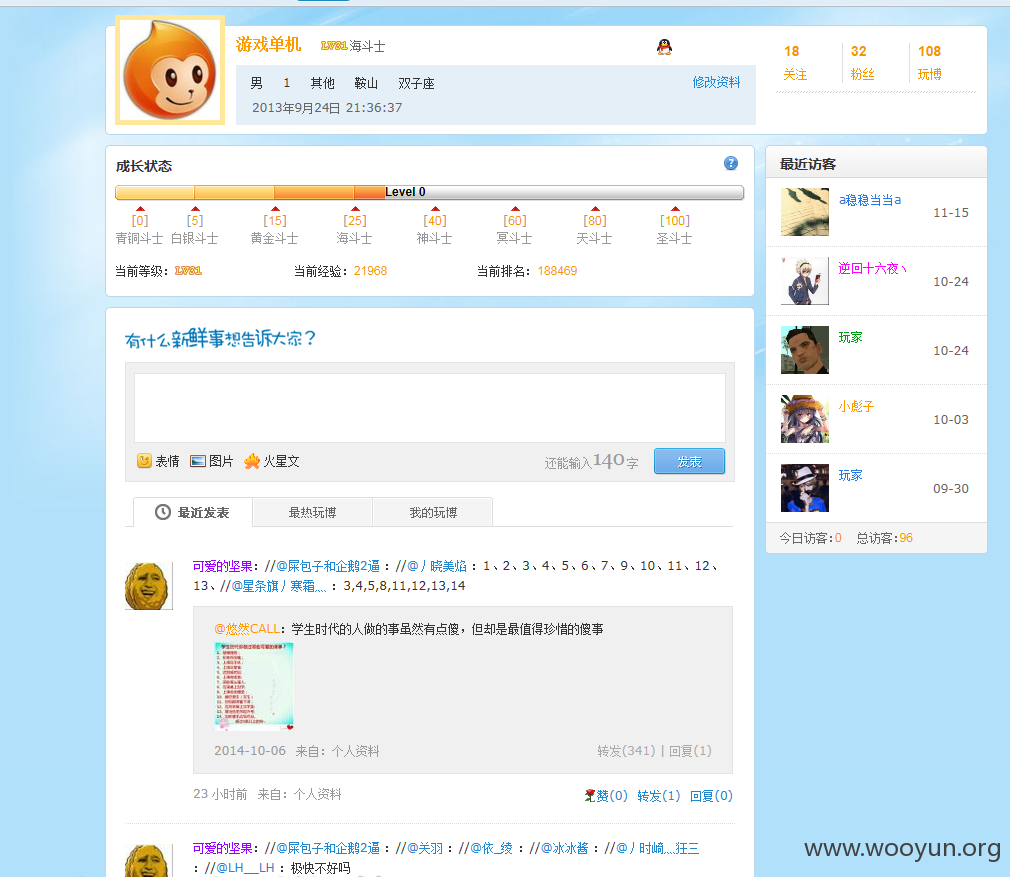 游戏单机 LV31海斗士
男 1 其他 鞍山 双子座 修改资料
2013年9月24日 21:36:37
18 32 108
关注 粉丝 玩博
成长状态
Level 0
[0] [5] [15] [25] [40] [60] [80] [100]
青铜斗士 白银斗士 黄金斗士 海斗士 神斗士 冥斗士 天斗士 圣斗士
当前等级：LV31 当前经验：21968 当前排名：188469
最近访客
a稳稳当当a
11-15
逆回十六夜ヽ
10-24
玩家
10-24
小彪子
10-03
玩家
09-30
今日访客:0 总访客:96
有什么新鲜事想告诉大家？
表情 图片 火星文 还能输入140字 发表
最近发表 最热玩博 我的玩博
可爱的坚果：//@屎包子和企鹅2逼 ：//@丿晥美焰 ：1、2、3、4、5、6、7、9、10、11、12、
13、//@星条旗丿寒霜灬 ：3,4,5,8,11,12,13,14
@悠然CALL：学生时代的人做的事虽然有点傻，但却是最值得珍惜的傻事
2014-10-06 来自：个人资料 转发(341) | 回复(1)
23 小时前 来自：个人资料 赞(0) 转发(1) 回复(0)
可爱的坚果：//@屎包子和企鹅2逼 ：//@关羽 ：//@依_绫 ：//@冰冰酱 ：//@丿时崎灬狂三
：//@LH__LH ：极快不好吗
www.wooyun.org